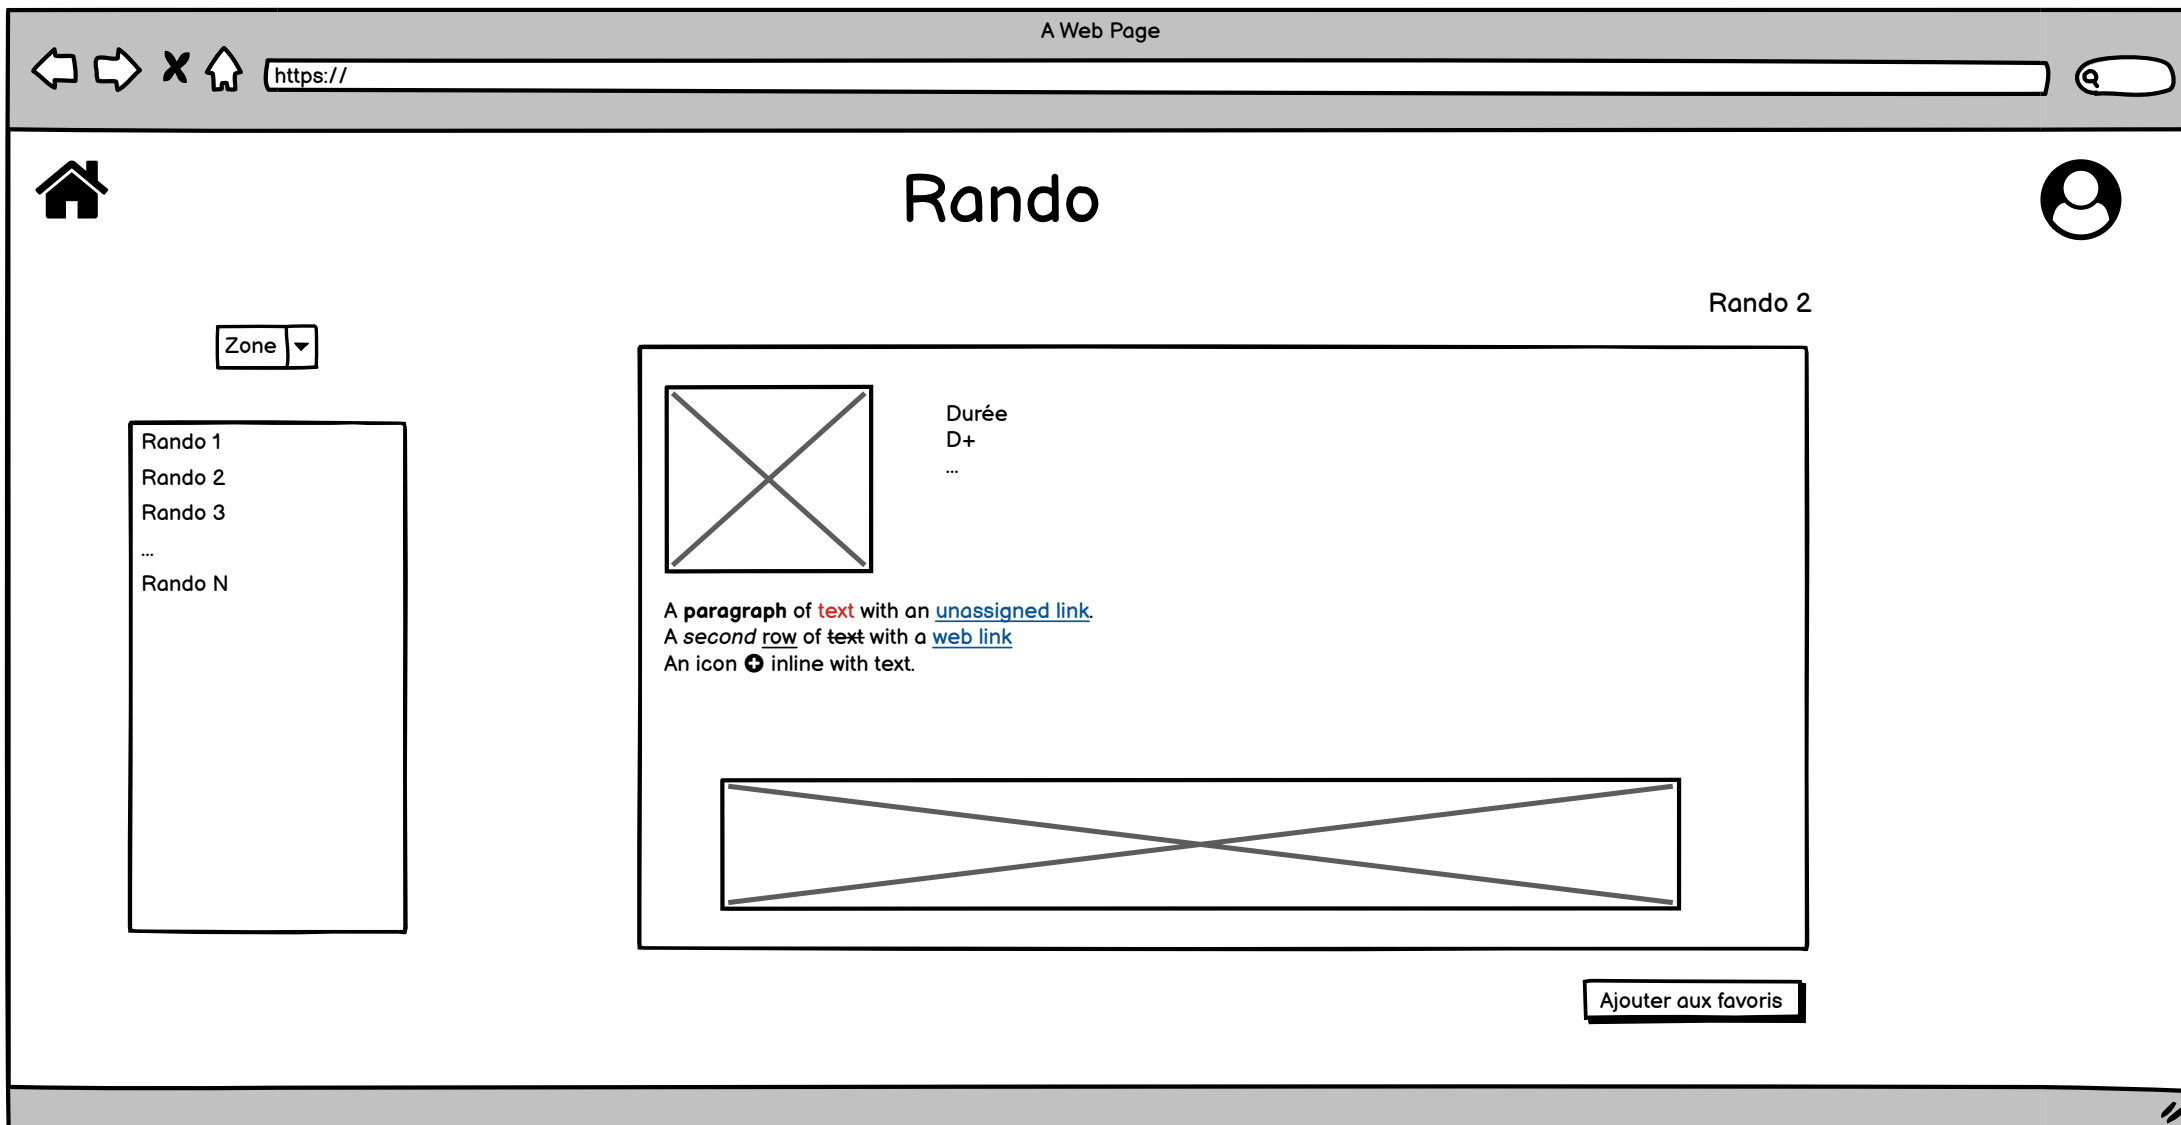 A Web Page
https://
Rando
Rando 2
Zone
Rando 1
Rando 2
Rando 3
...
Rando N
Durée
D+
...
A paragraph of text with an unassigned link.
A second row of text with a web link
An icon inline with text.
Ajouter aux favoris